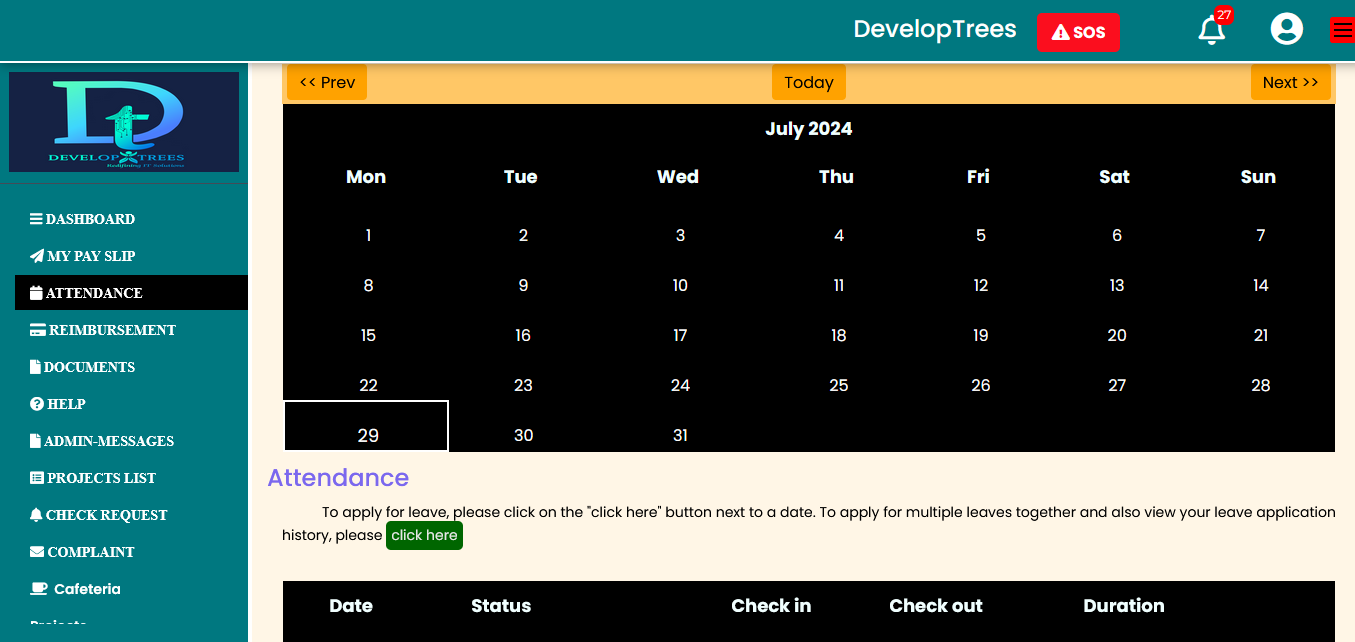 DevelopTrees
SOS
27
DT
DEVELOP TREES
Redefining IT Solutions
DASHBOARD
MY PAY SLIP
ATTENDANCE
REIMBURSEMENT
DOCUMENTS
HELP
ADMIN-MESSAGES
PROJECTS LIST
CHECK REQUEST
COMPLAINT
Cafeteria
Projects
<< Prev
Today
Next >>
July 2024
Mon Tue Wed Thu Fri Sat Sun
1 2 3 4 5 6 7
8 9 10 11 12 13 14
15 16 17 18 19 20 21
22 23 24 25 26 27 28
29 30 31
Attendance
To apply for leave, please click on the "click here" button next to a date. To apply for multiple leaves together and also view your leave application
history, please click here
Date Status Check in Check out Duration